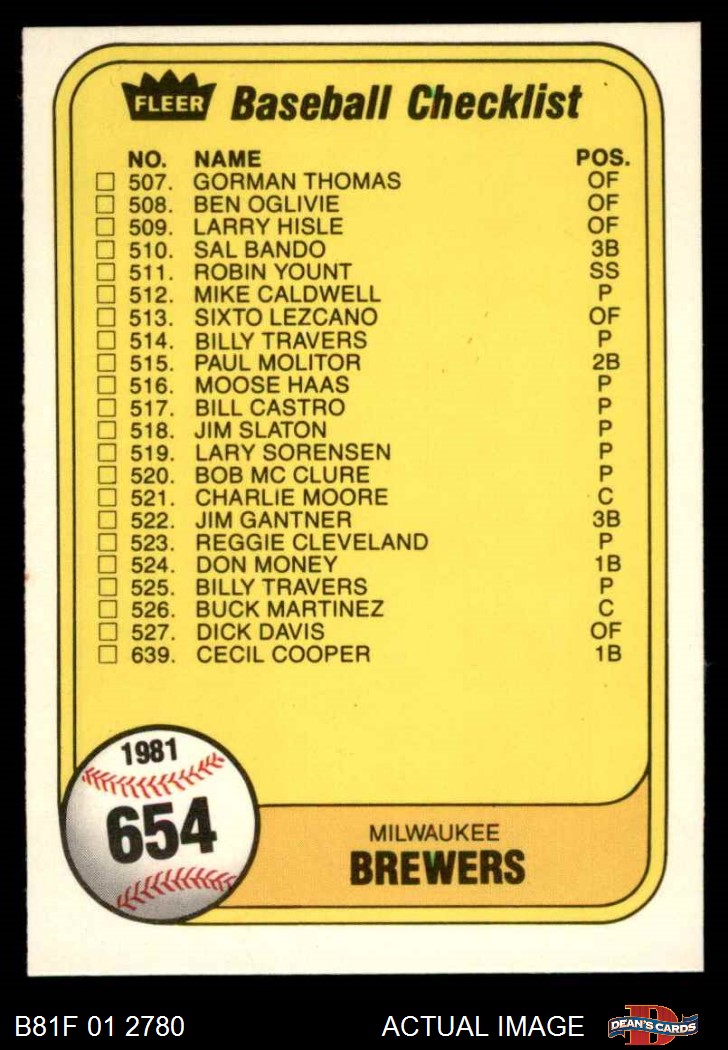 FLEER Baseball Checklist
NO. NAME POS.
507. GORMAN THOMAS OF
508. BEN OGLIVIE OF
509. LARRY HISLE OF
510. SAL BANDO 3B
511. ROBIN YOUNT SS
512. MIKE CALDWELL P
513. SIXTO LEZCANO OF
514. BILLY TRAVERS P
515. PAUL MOLITOR 2B
516. MOOSE HAAS P
517. BILL CASTRO P
518. JIM SLATON P
519. LARY SORENSEN P
520. BOB MC CLURE P
521. CHARLIE MOORE C
522. JIM GANTNER 3B
523. REGGIE CLEVELAND P
524. DON MONEY 1B
525. BILLY TRAVERS P
526. BUCK MARTINEZ C
527. DICK DAVIS OF
639. CECIL COOPER 1B
1981
654
MILWAUKEE
BREWERS
B81F 01 2780 ACTUAL IMAGE D DEAN'S CARDS